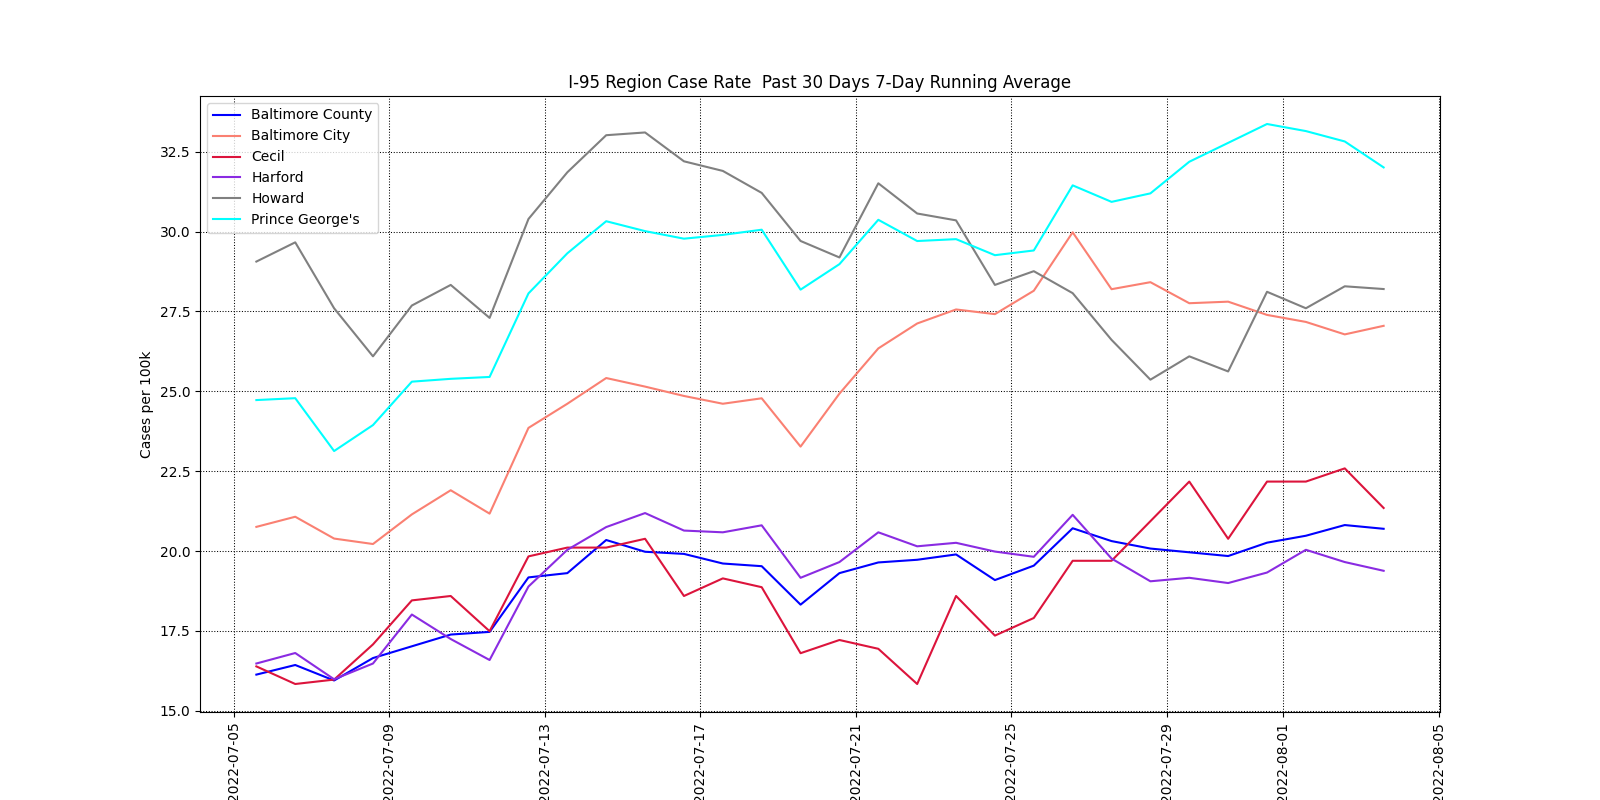 I-95 Region Case Rate  Past 30 Days 7-Day Running Average
Baltimore County
Baltimore City
Cecil
Harford
Howard
Prince George's
Cases per 100k
32.5
30.0
27.5
25.0
22.5
20.0
17.5
15.0
2022-07-05
2022-07-09
2022-07-13
2022-07-17
2022-07-21
2022-07-25
2022-07-29
2022-08-01
2022-08-05